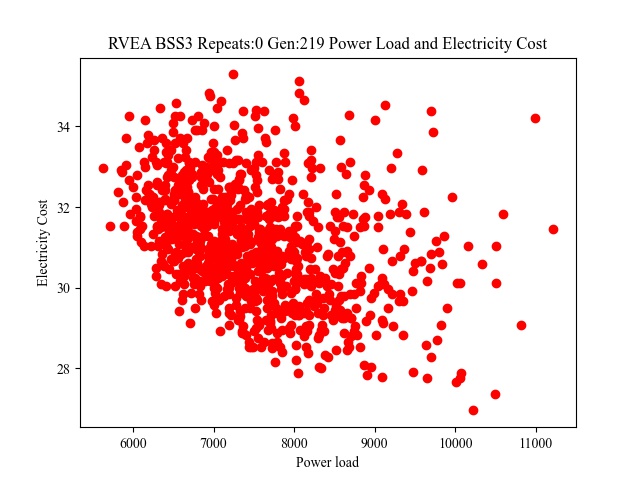 RVEA BSS3 Repeats:0 Gen:219 Power Load and Electricity Cost
34
32
30
28
Electricity Cost
6000 7000 8000 9000 10000 11000
Power load